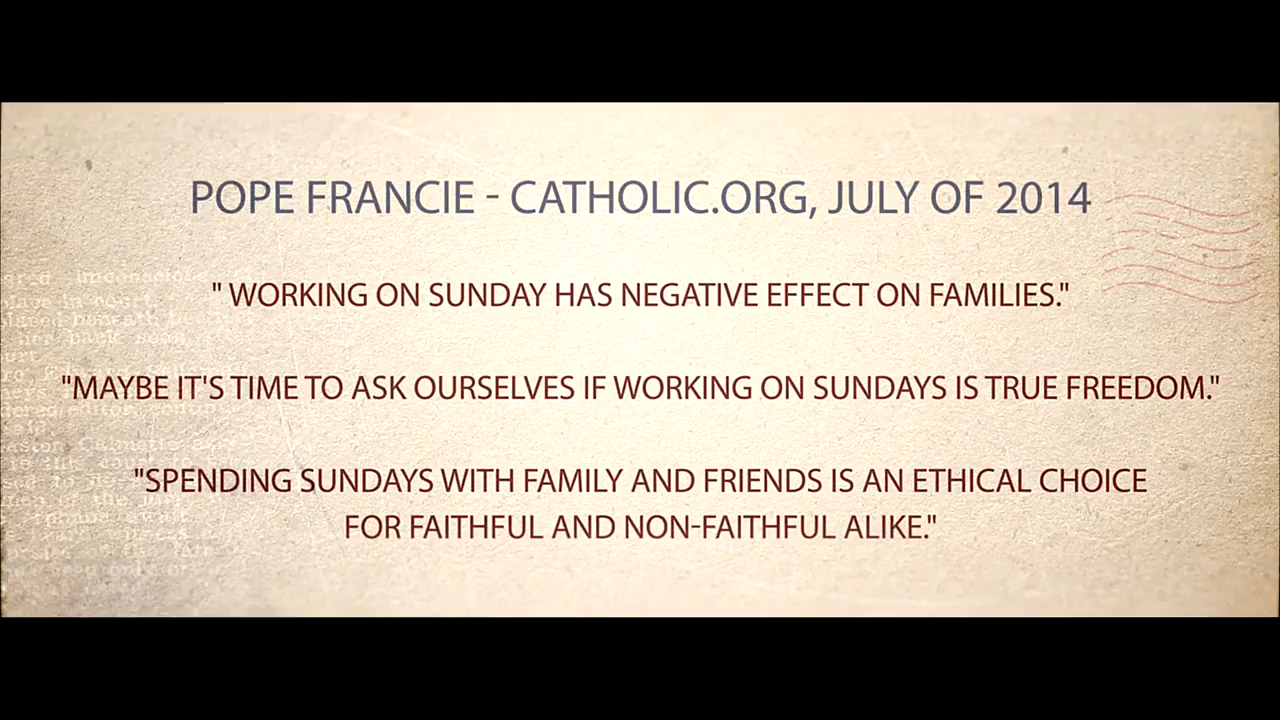 POPE FRANCIE - CATHOLIC.ORG, JULY OF 2014
" WORKING ON SUNDAY HAS NEGATIVE EFFECT ON FAMILIES."
"MAYBE IT'S TIME TO ASK OURSELVES IF WORKING ON SUNDAYS IS TRUE FREEDOM."
"SPENDING SUNDAYS WITH FAMILY AND FRIENDS IS AN ETHICAL CHOICE
FOR FAITHFUL AND NON-FAITHFUL ALIKE."